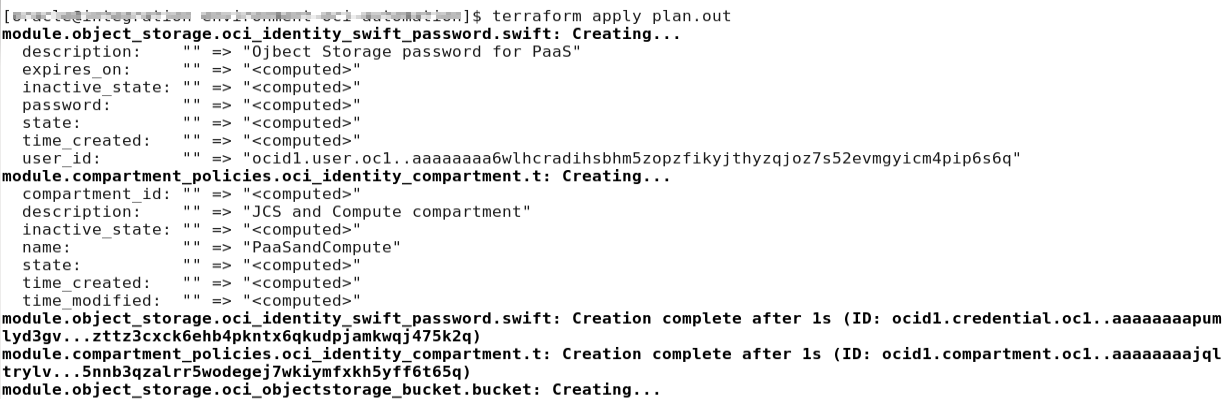 ]$ terraform apply plan.out
module.object_storage.oci_identity_swift_password.swift: Creating...
description: "" => "Ojbect Storage password for PaaS"
expires_on: "" => "<computed>"
inactive_state: "" => "<computed>"
password: "" => "<computed>"
state: "" => "<computed>"
time_created: "" => "<computed>"
user_id: "" => "ocid1.user.oc1..aaaaaaaa6wlhcradihsbhm5zopzfikyjthyzqjoz7s52evmgyicm4pip6s6q"
module.compartment_policies.oci_identity_compartment.t: Creating...
compartment_id: "" => "<computed>"
description: "" => "JCS and Compute compartment"
inactive_state: "" => "<computed>"
name: "" => "PaaSandCompute"
state: "" => "<computed>"
time_created: "" => "<computed>"
time_modified: "" => "<computed>"
module.object_storage.oci_identity_swift_password.swift: Creation complete after 1s (ID: ocid1.credential.oc1..aaaaaaaapum
lyd3gv...zttz3cxck6ehb4pkntx6qkudpjamkwqj475k2q)
module.compartment_policies.oci_identity_compartment.t: Creation complete after 1s (ID: ocid1.compartment.oc1..aaaaaaaajql
trylv...5nnb3qzalrr5wodegej7wkiymfxkh5yff6t65q)
module.object_storage.oci_objectstorage_bucket.bucket: Creating...